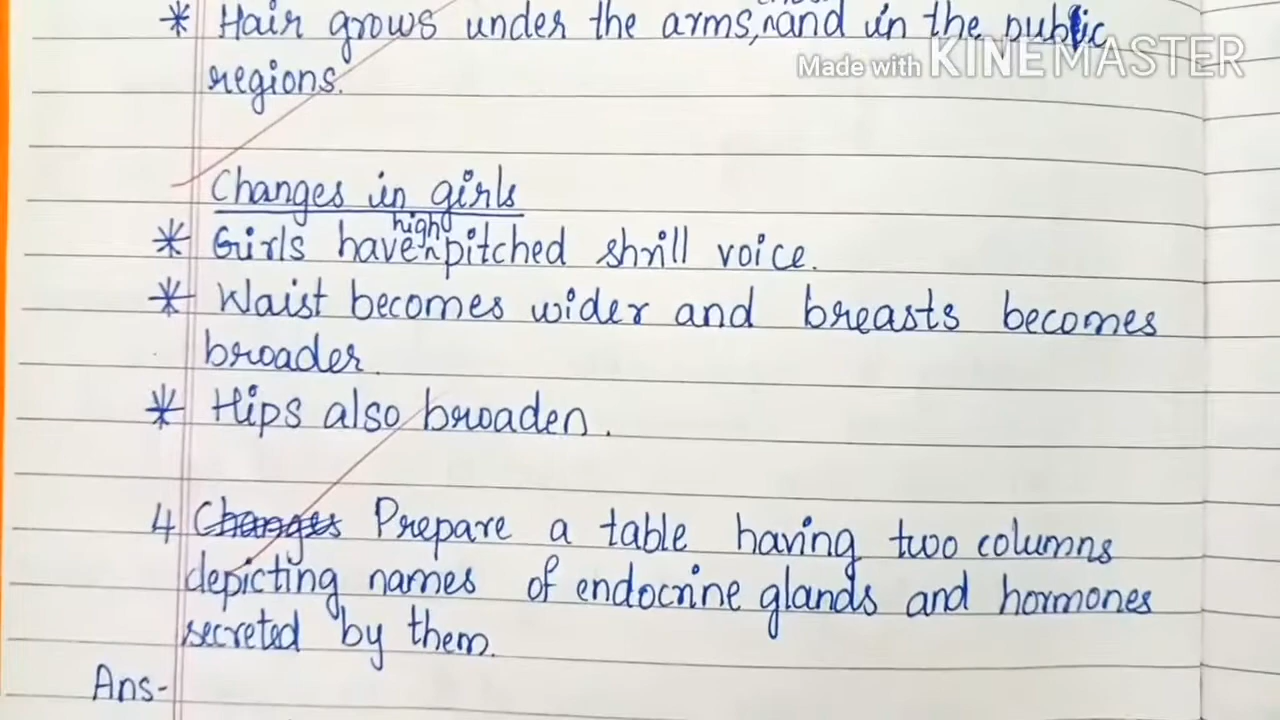 * Hair grows under the arms, and in the pubic
Made with KINEMASTER
regions.
Changes in girls
high
* Girls have pitched shrill voice.
* Waist becomes wider and breasts becomes
broader.
* Hips also broaden.
4 Changes Prepare a table having two columns
depicting names of endocrine glands and hormones
secreted by them.
Ans-